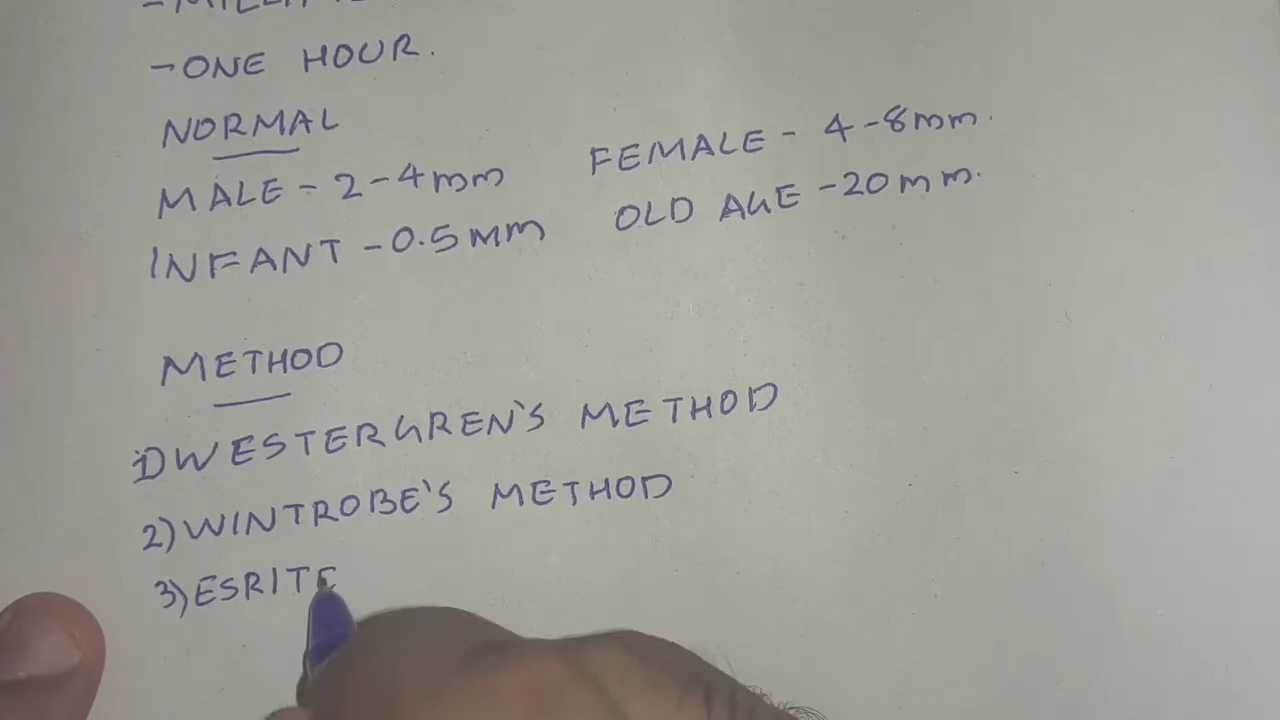 -ONE HOUR.
NORMAL
MALE - 2-4mm FEMALE - 4-8mm.
INFANT -0.5mm OLD AGE -20mm.
METHOD
1)WESTERGREN'S METHOD
2)WINTROBE'S METHOD
3)ESRITE